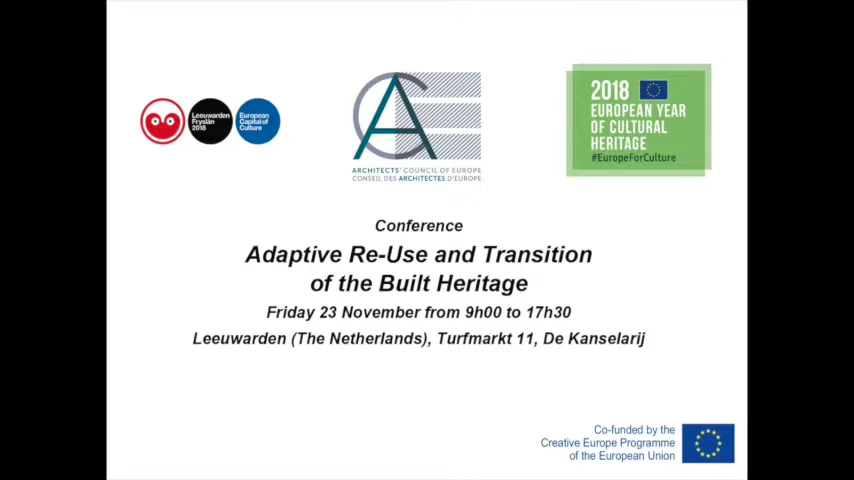 Leeuwarden
Fryslân
2018
European
Capital of
Culture
ACE
ARCHITECTS' COUNCIL OF EUROPE
CONSEIL DES ARCHITECTES D'EUROPE
2018
EUROPEAN YEAR
OF CULTURAL
HERITAGE
#EuropeForCulture
Conference
Adaptive Re-Use and Transition
of the Built Heritage
Friday 23 November from 9h00 to 17h30
Leeuwarden (The Netherlands), Turfmarkt 11, De Kanselarij
Co-funded by the
Creative Europe Programme
of the European Union